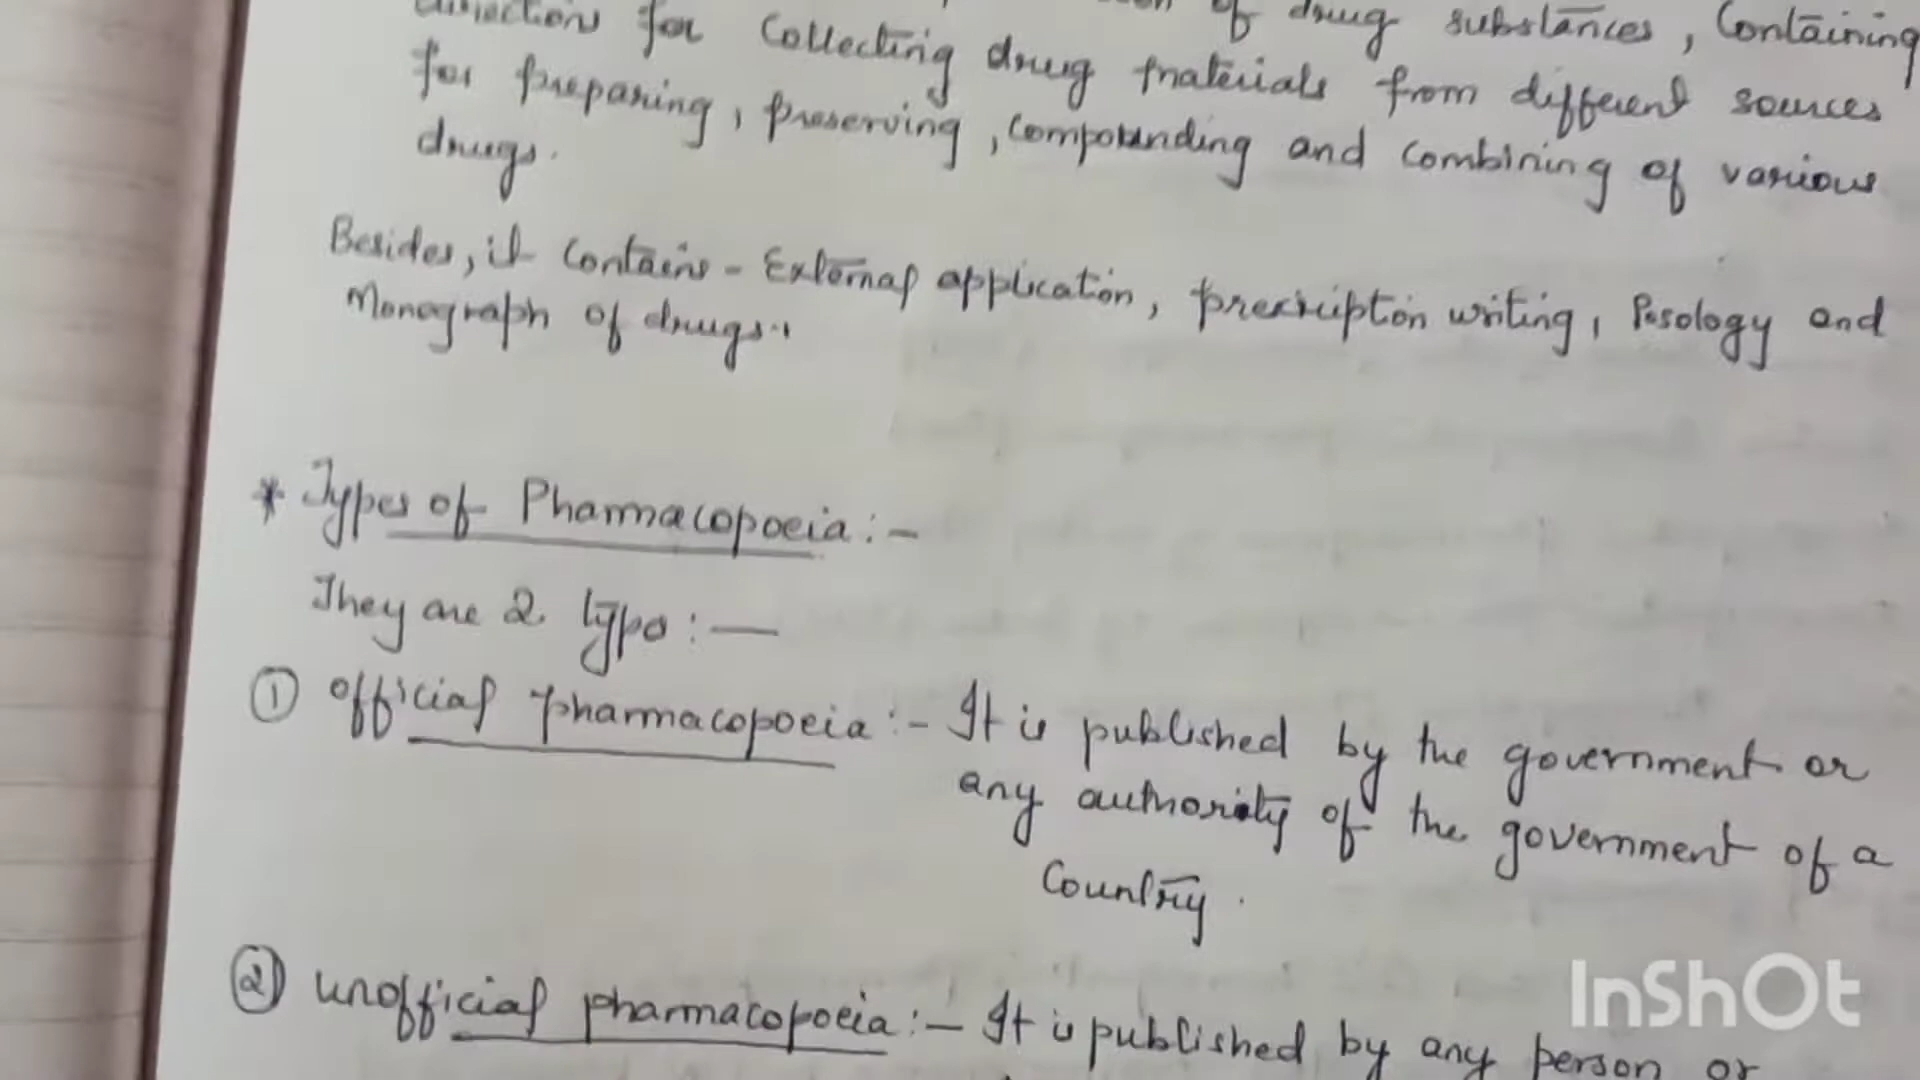 direction for collecting drug materials from different sources
of drug substances, Containing
for preparing, preserving, compounding and combining of various
drugs.
Besides, it contains - External application, prescription writing, Posology and
Monograph of drugs.
* Types of Pharmacopoeia :-
They are 2 types : —
① official pharmacopoeia :- It is published by the government or
any authority of the government of a
Country.
② unofficial pharmacopoeia :- It is published by any person or
InShOt